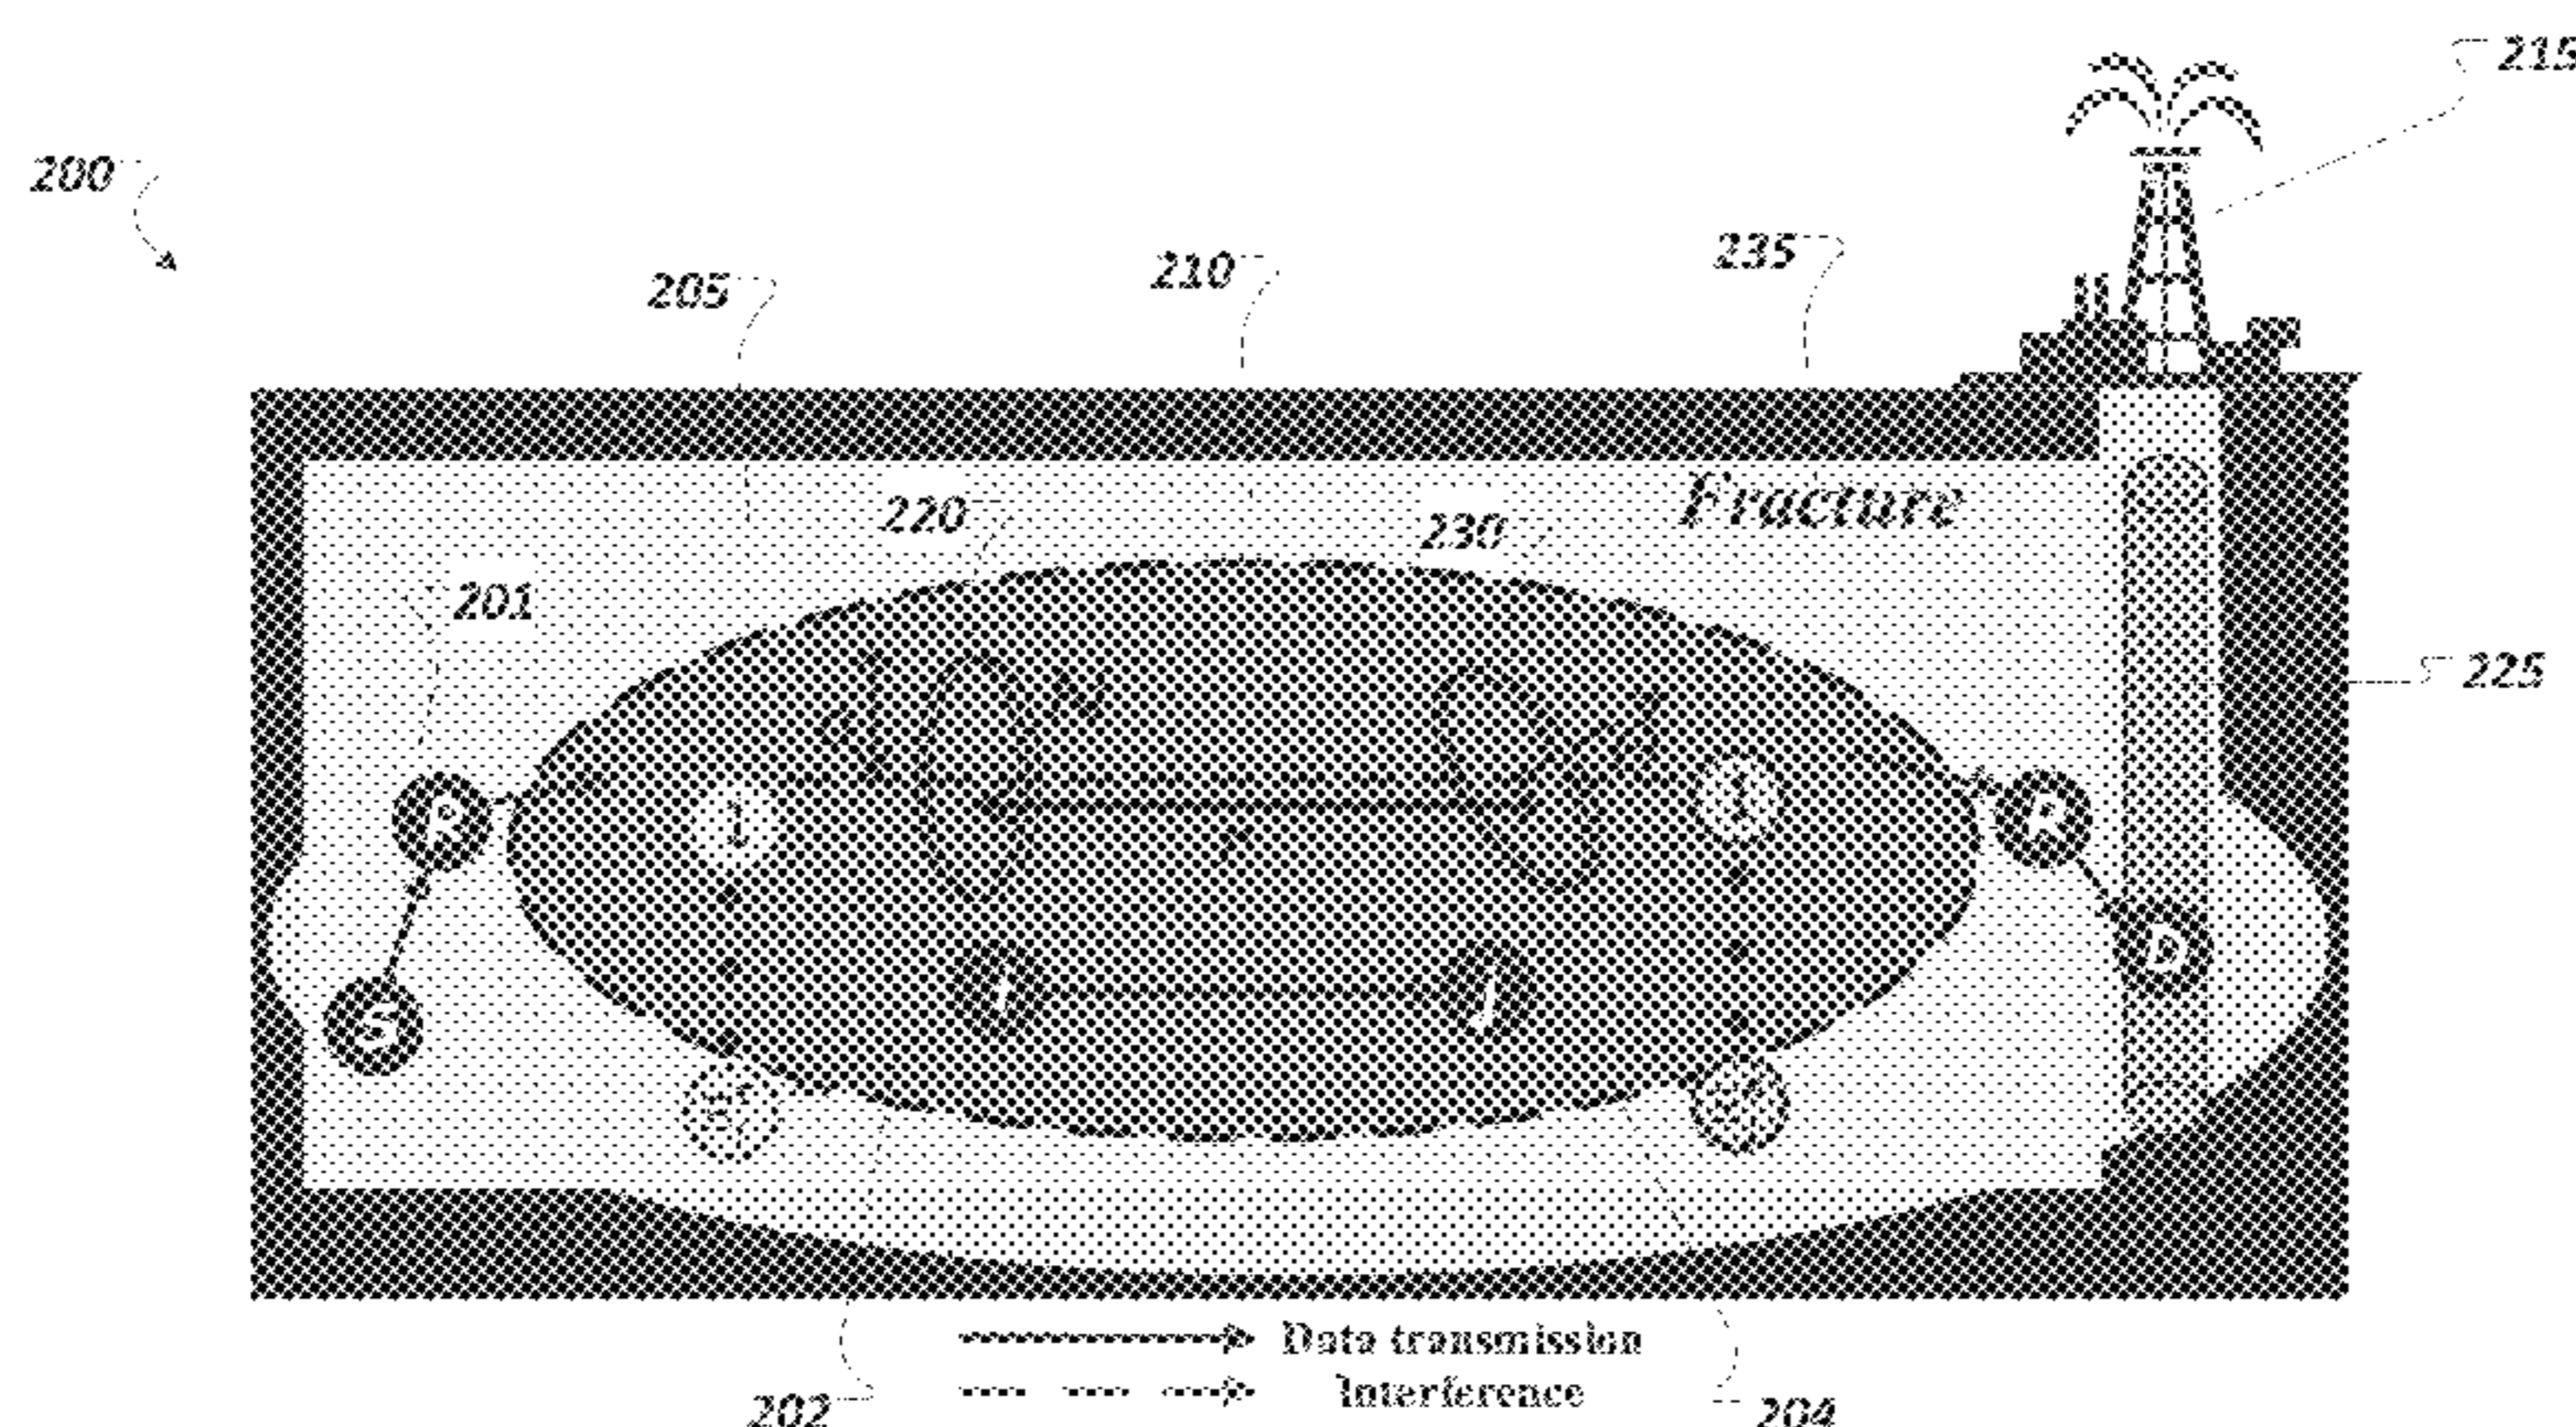 215
200
235
210
205
Fracture
220
230
201
225
N
R
i
r
R
D
i
j
S
Data transmission
Interference
202
204